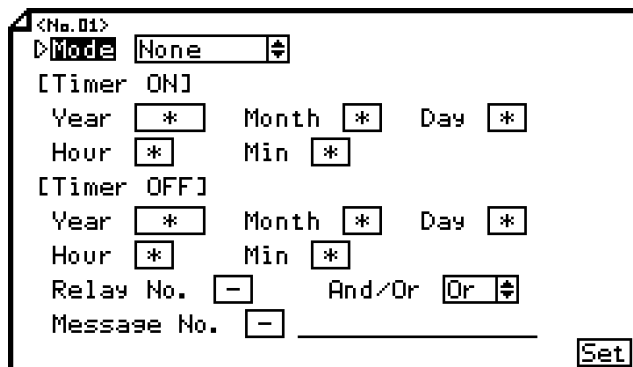 <No.01>
Mode None
[Timer ON]
Year * Month * Day *
Hour * Min *
[Timer OFF]
Year * Month * Day *
Hour * Min *
Relay No. - And/Or Or
Message No. -
Set